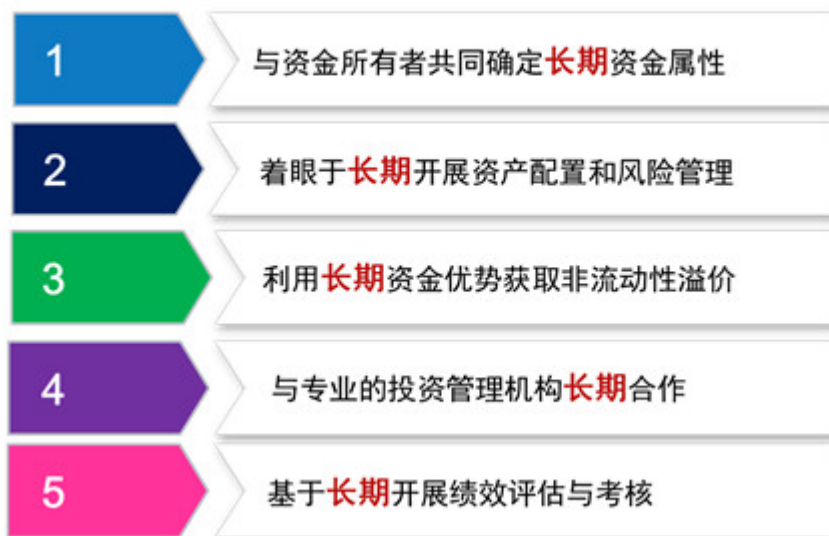 1 与资金所有者共同确定长期资金属性
2 着眼于长期开展资产配置和风险管理
3 利用长期资金优势获取非流动性溢价
4 与专业的投资管理机构长期合作
5 基于长期开展绩效评估与考核